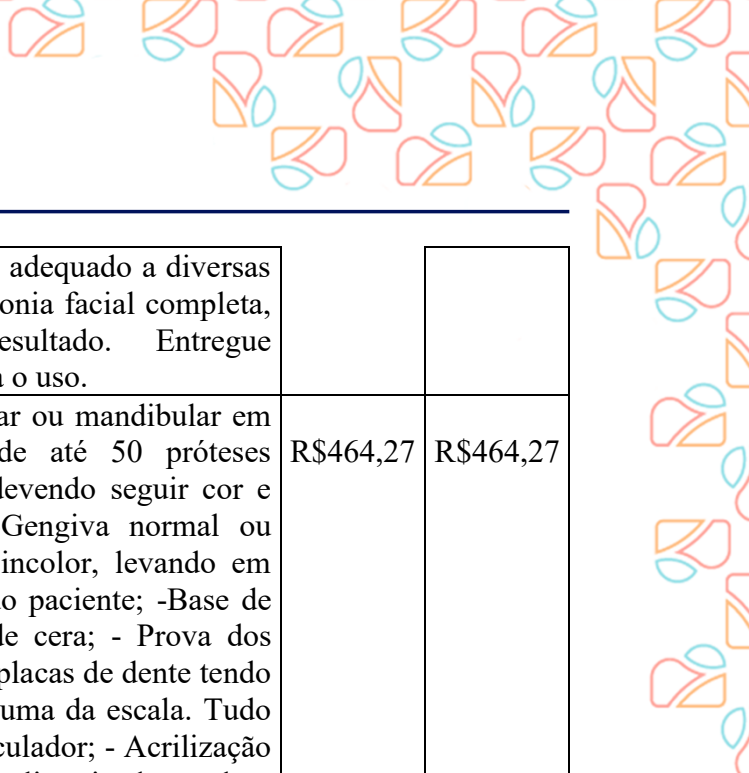 adequado a diversas
onia facial completa,
esultado. Entregue
a o uso.
ar ou mandibular em
de até 50 próteses R$464,27 R$464,27
devendo seguir cor e
Gengiva normal ou
incolor, levando em
o paciente; -Base de
de cera; - Prova dos
placas de dente tendo
uma da escala. Tudo
culador; - Acrilização